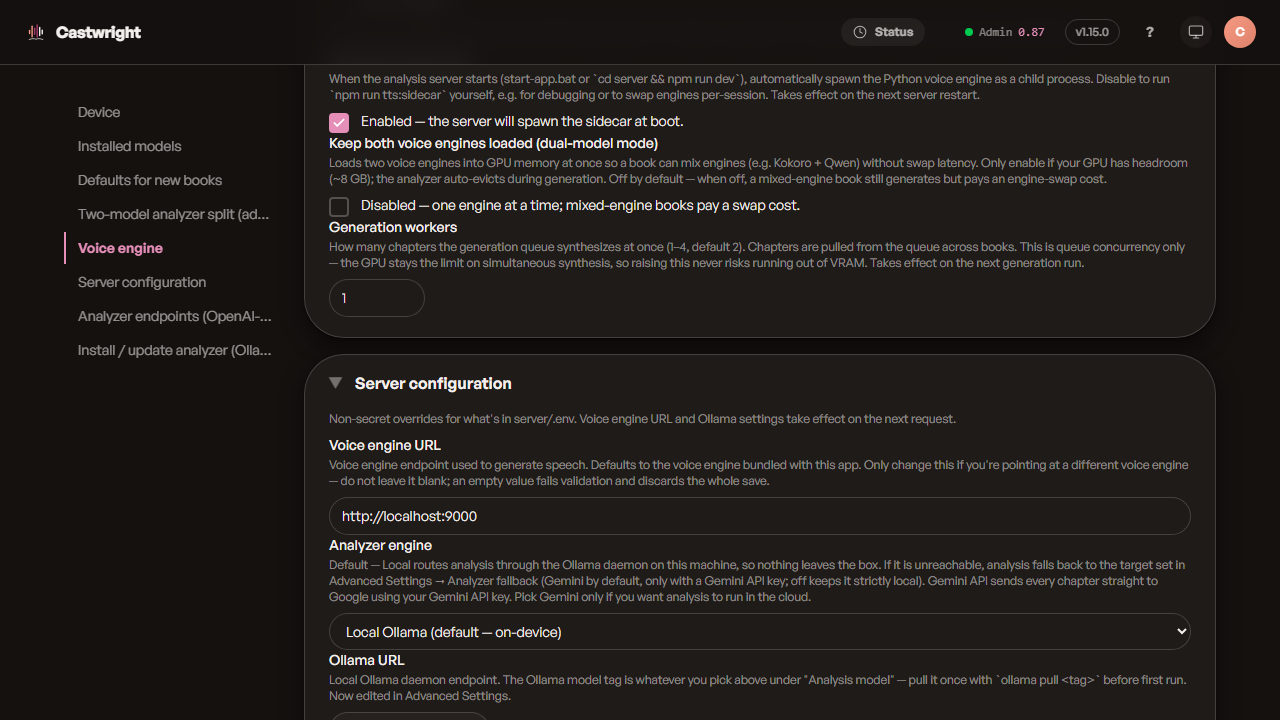 Castwright
Status
Admin 0.87
v1.15.0
?
C
Device
Installed models
Defaults for new books
Two-model analyzer split (ad...
Voice engine
Server configuration
Analyzer endpoints (OpenAI-...
Install / update analyzer (Olla...
When the analysis server starts (start-app.bat or `cd server && npm run dev`), automatically spawn the Python voice engine as a child process. Disable to run
`npm run tts:sidecar` yourself, e.g. for debugging or to swap engines per-session. Takes effect on the next server restart.
Enabled — the server will spawn the sidecar at boot.
Keep both voice engines loaded (dual-model mode)
Loads two voice engines into GPU memory at once so a book can mix engines (e.g. Kokoro + Qwen) without swap latency. Only enable if your GPU has headroom
(~8 GB); the analyzer auto-evicts during generation. Off by default — when off, a mixed-engine book still generates but pays an engine-swap cost.
Disabled — one engine at a time; mixed-engine books pay a swap cost.
Generation workers
How many chapters the generation queue synthesizes at once (1–4, default 2). Chapters are pulled from the queue across books. This is queue concurrency only
— the GPU stays the limit on simultaneous synthesis, so raising this never risks running out of VRAM. Takes effect on the next generation run.
1
Server configuration
Non-secret overrides for what's in server/.env. Voice engine URL and Ollama settings take effect on the next request.
Voice engine URL
Voice engine endpoint used to generate speech. Defaults to the voice engine bundled with this app. Only change this if you're pointing at a different voice engine
— do not leave it blank; an empty value fails validation and discards the whole save.
http://localhost:9000
Analyzer engine
Default — Local routes analysis through the Ollama daemon on this machine, so nothing leaves the box. If it is unreachable, analysis falls back to the target set in
Advanced Settings → Analyzer fallback (Gemini by default, only with a Gemini API key; off keeps it strictly local). Gemini API sends every chapter straight to
Google using your Gemini API key. Pick Gemini only if you want analysis to run in the cloud.
Local Ollama (default — on-device)
Ollama URL
Local Ollama daemon endpoint. The Ollama model tag is whatever you pick above under "Analysis model" — pull it once with `ollama pull <tag>` before first run.
Now edited in Advanced Settings.